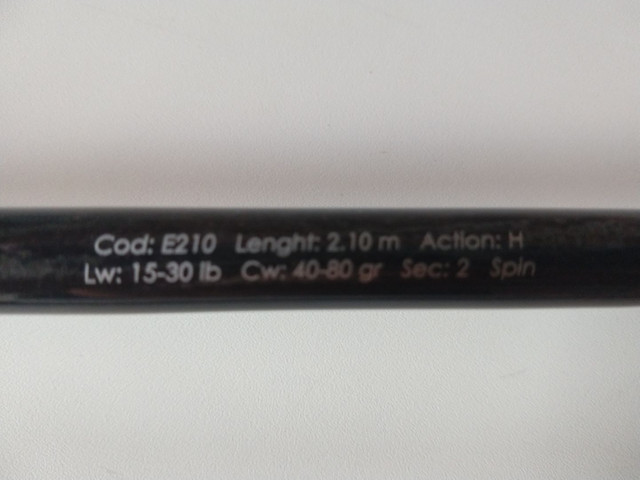 Cod: E210 Lenght: 2.10 m Action: H
Lw: 15-30 lb Cw: 40-80 gr Sec: 2 Spin